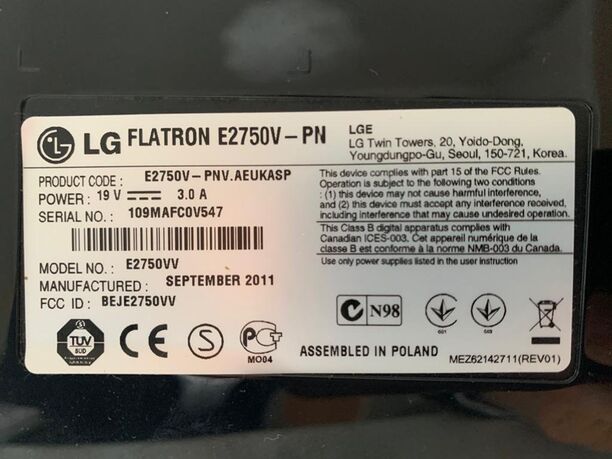 LG FLATRON E2750V-PN
LGE
LG Twin Towers, 20, Yoido-Dong,
Youngdungpo-Gu, Seoul, 150-721, Korea.
PRODUCT CODE : E2750V-PNV.AEUKASP
POWER : 19 V ⎓ 3.0 A
SERIAL NO. : 109MAFC0V547
MODEL NO. : E2750VV
MANUFACTURED : SEPTEMBER 2011
FCC ID : BEJE2750VV
This device complies with part 15 of the FCC Rules.
Operation is subject to the following two conditions
: (1) this device may not cause harmful interference,
and (2) this device must accept any interference received,
including interference that may cause undesired operation.
This Class B digital apparatus complies with
Canadian ICES-003. Cet appareil numérique de la
classe B est conforme à la norme NMB-003 du Canada.
Use only power supplies listed in the user instruction
TÜV
SÜD
CE
S
PCT
MO04
N98
ASSEMBLED IN POLAND
MEZ62142711(REV01)